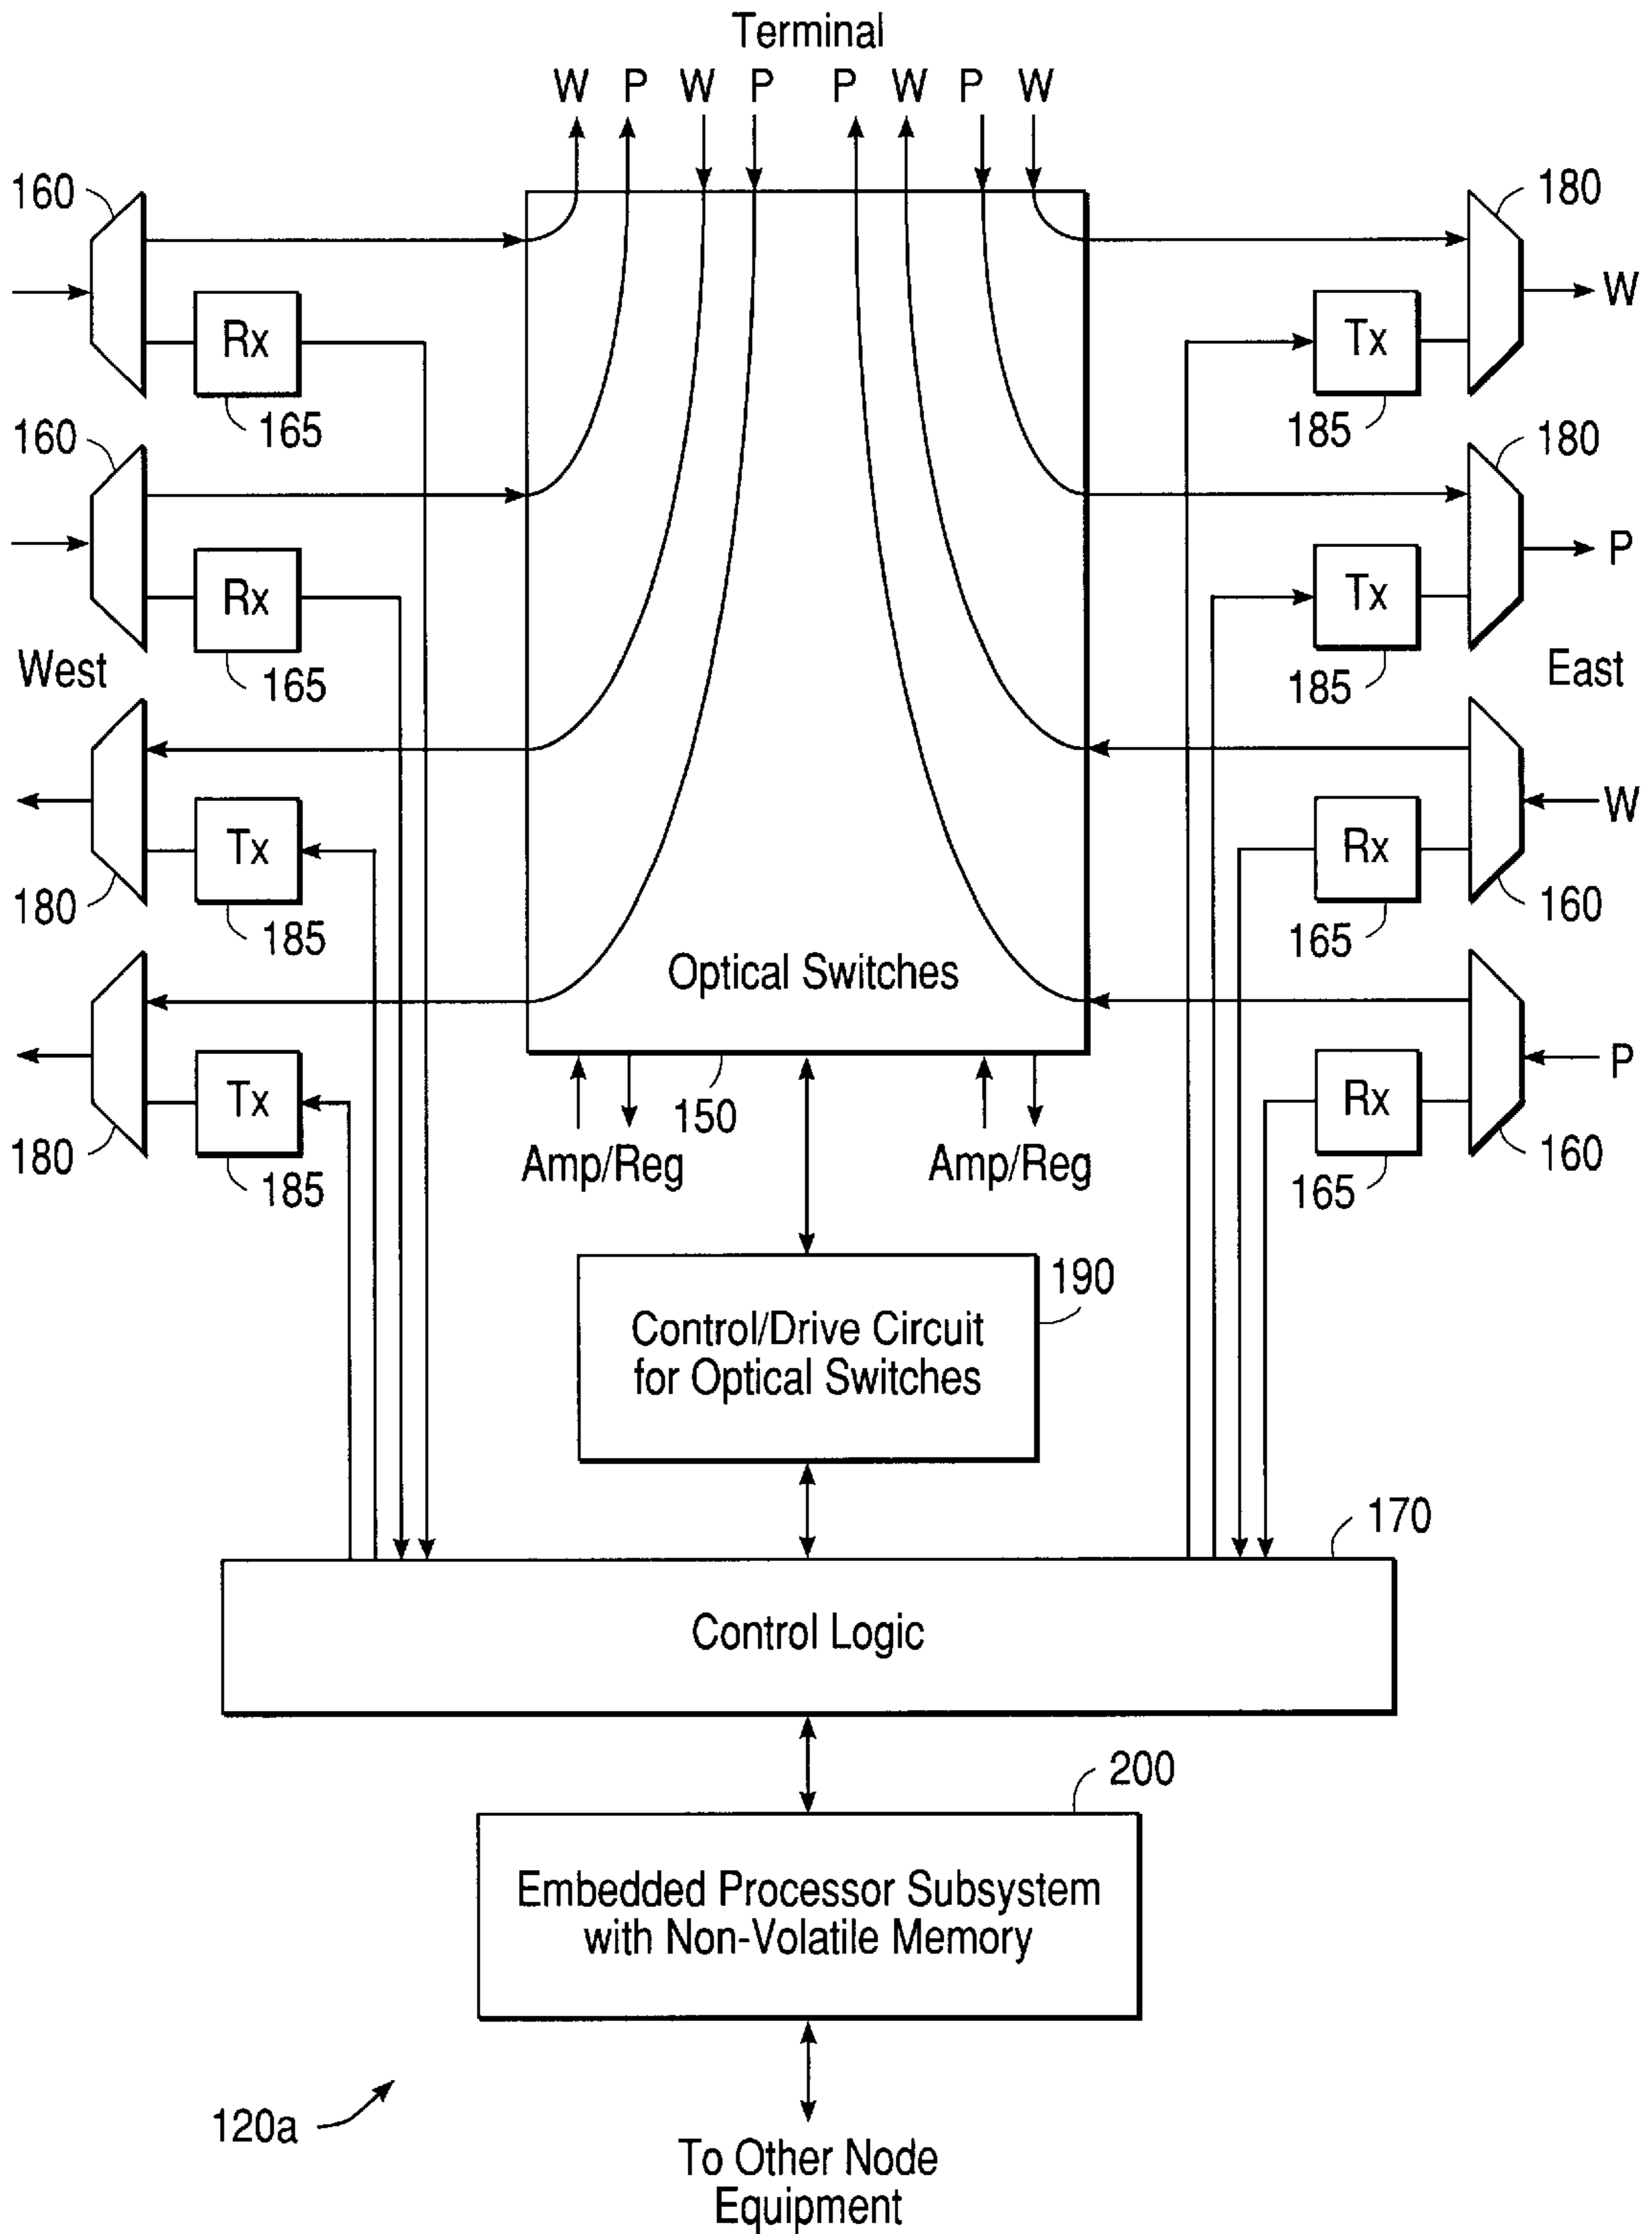 Terminal
W P W P P W P W
160
180
W
Rx
Tx
165
185
160
180
P
Rx
Tx
West
165
185
East
W
Tx
Rx
180
185
165
160
Optical Switches
P
Tx
Rx
150
180
185
Amp/Reg
Amp/Reg
165
160
190
Control/Drive Circuit
for Optical Switches
170
Control Logic
200
Embedded Processor Subsystem
with Non-Volatile Memory
120a
To Other Node
Equipment